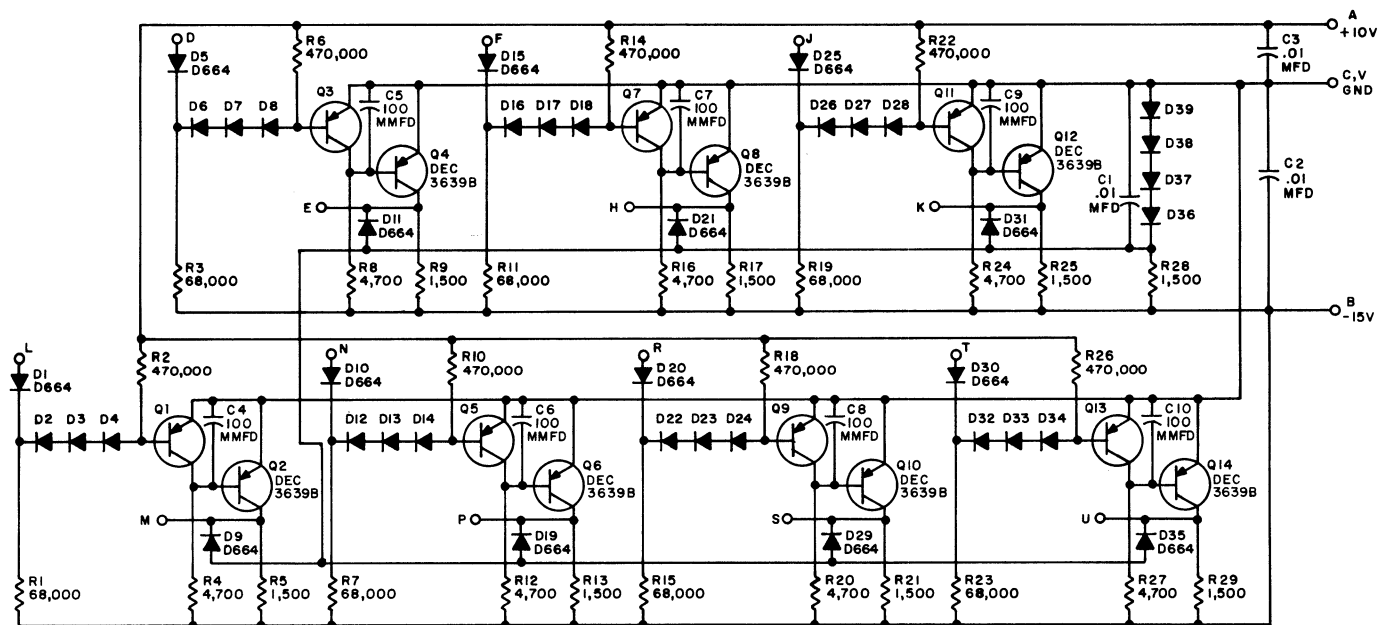 A
+10V
C3
.01
MFD
C,V
GND
C2
.01
MFD
B
-15V
D
D5
D664
R6
470,000
D6 D7 D8
Q3
C5
100
MMFD
Q4
DEC
3639B
E
D11
D664
R3
68,000
R8
4,700
R9
1,500
F
D15
D664
R14
470,000
D16 D17 D18
Q7
C7
100
MMFD
Q8
DEC
3639B
H
D21
D664
R11
68,000
R16
4,700
R17
1,500
J
D25
D664
R22
470,000
D26 D27 D28
Q11
C9
100
MMFD
Q12
DEC
3639B
K
D31
D664
R19
68,000
R24
4,700
R25
1,500
C1
.01
MFD
D39
D38
D37
D36
R28
1,500
L
D1
D664
R2
470,000
D2 D3 D4
Q1
C4
100
MMFD
Q2
DEC
3639B
M
D9
D664
R1
68,000
R4
4,700
R5
1,500
N
D10
D664
R10
470,000
D12 D13 D14
Q5
C6
100
MMFD
Q6
DEC
3639B
P
D19
D664
R7
68,000
R12
4,700
R13
1,500
R
D20
D664
R18
470,000
D22 D23 D24
Q9
C8
100
MMFD
Q10
DEC
3639B
S
D29
D664
R15
68,000
R20
4,700
R21
1,500
T
D30
D664
R26
470,000
D32 D33 D34
Q13
C10
100
MMFD
Q14
DEC
3639B
U
D35
D664
R23
68,000
R27
4,700
R29
1,500